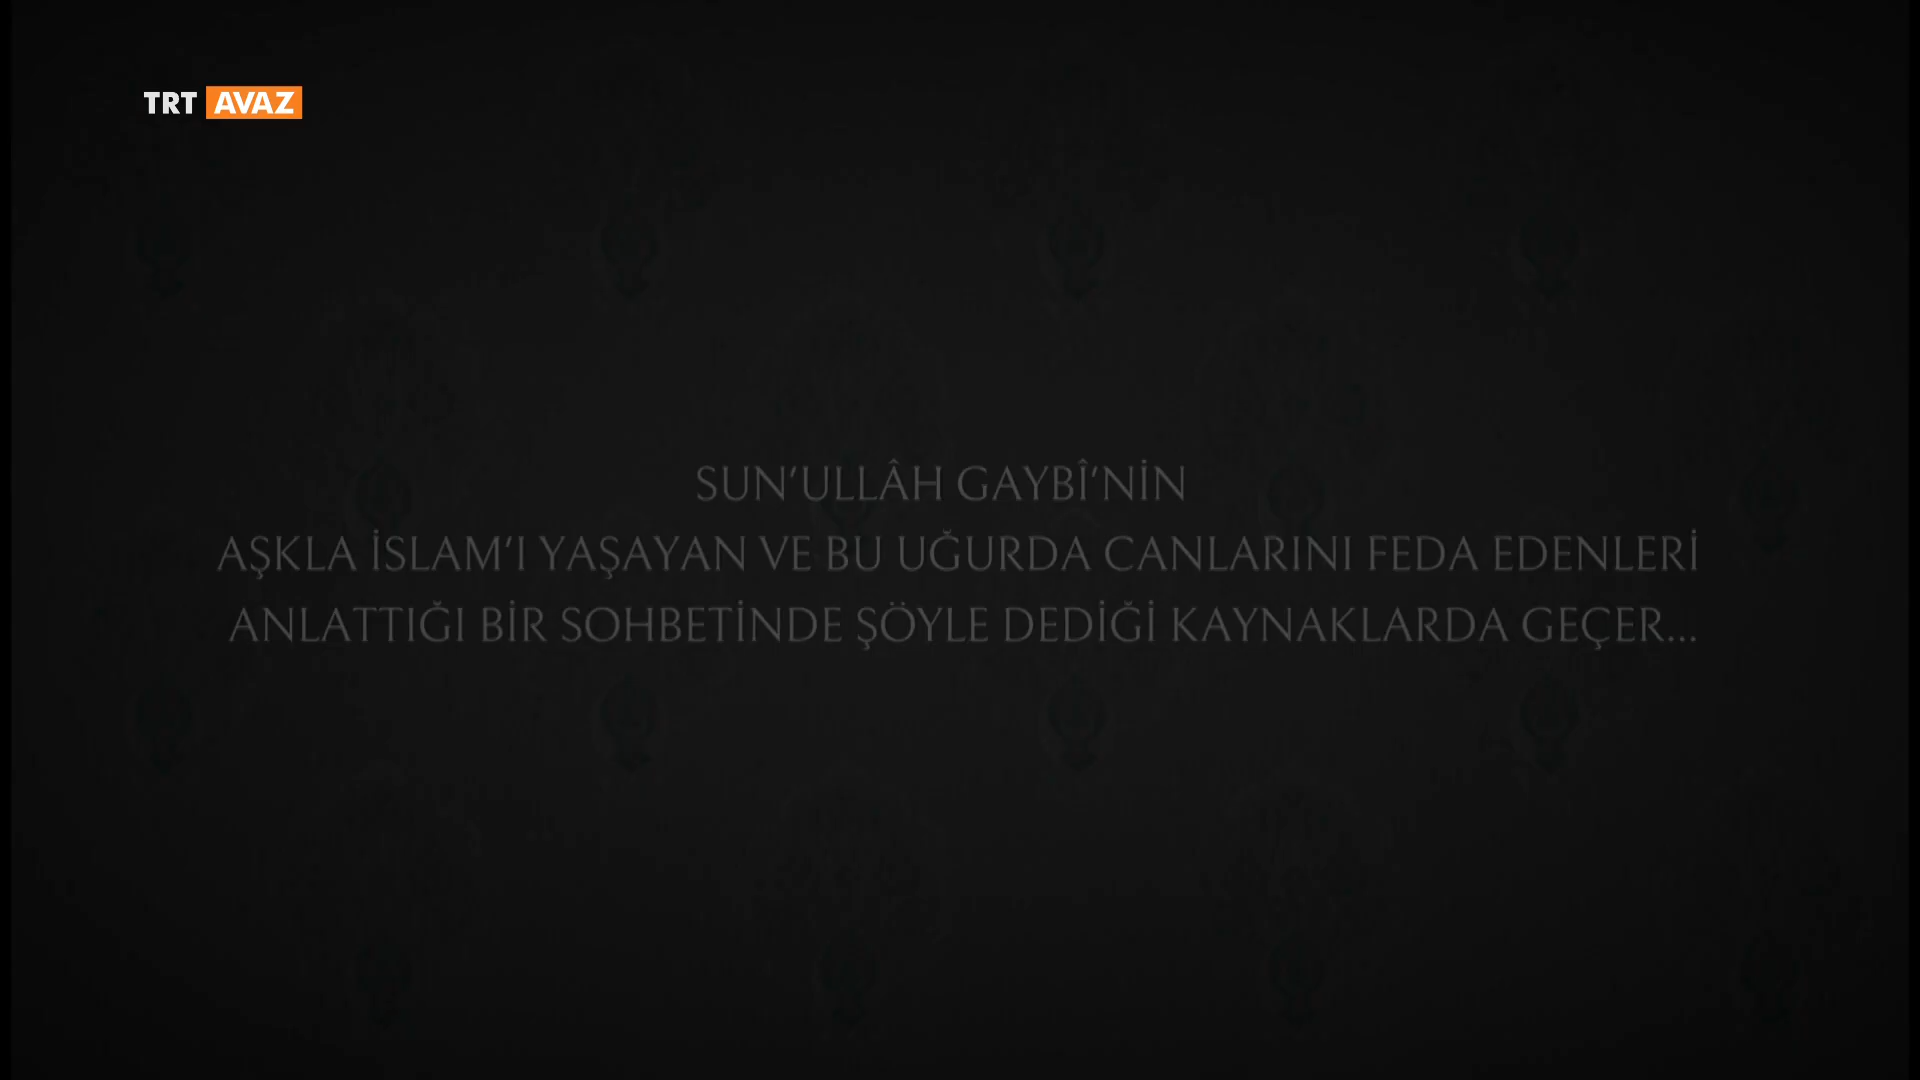 TRT AVAZ
SUN'ULLÂH GAYBÎ'NİN
AŞKLA İSLAM'I YAŞAYAN VE BU UĞURDA CANLARINI FEDA EDENLERİ
ANLATTIĞI BİR SOHBETİNDE ŞÖYLE DEDİĞİ KAYNAKLARDA GEÇER...